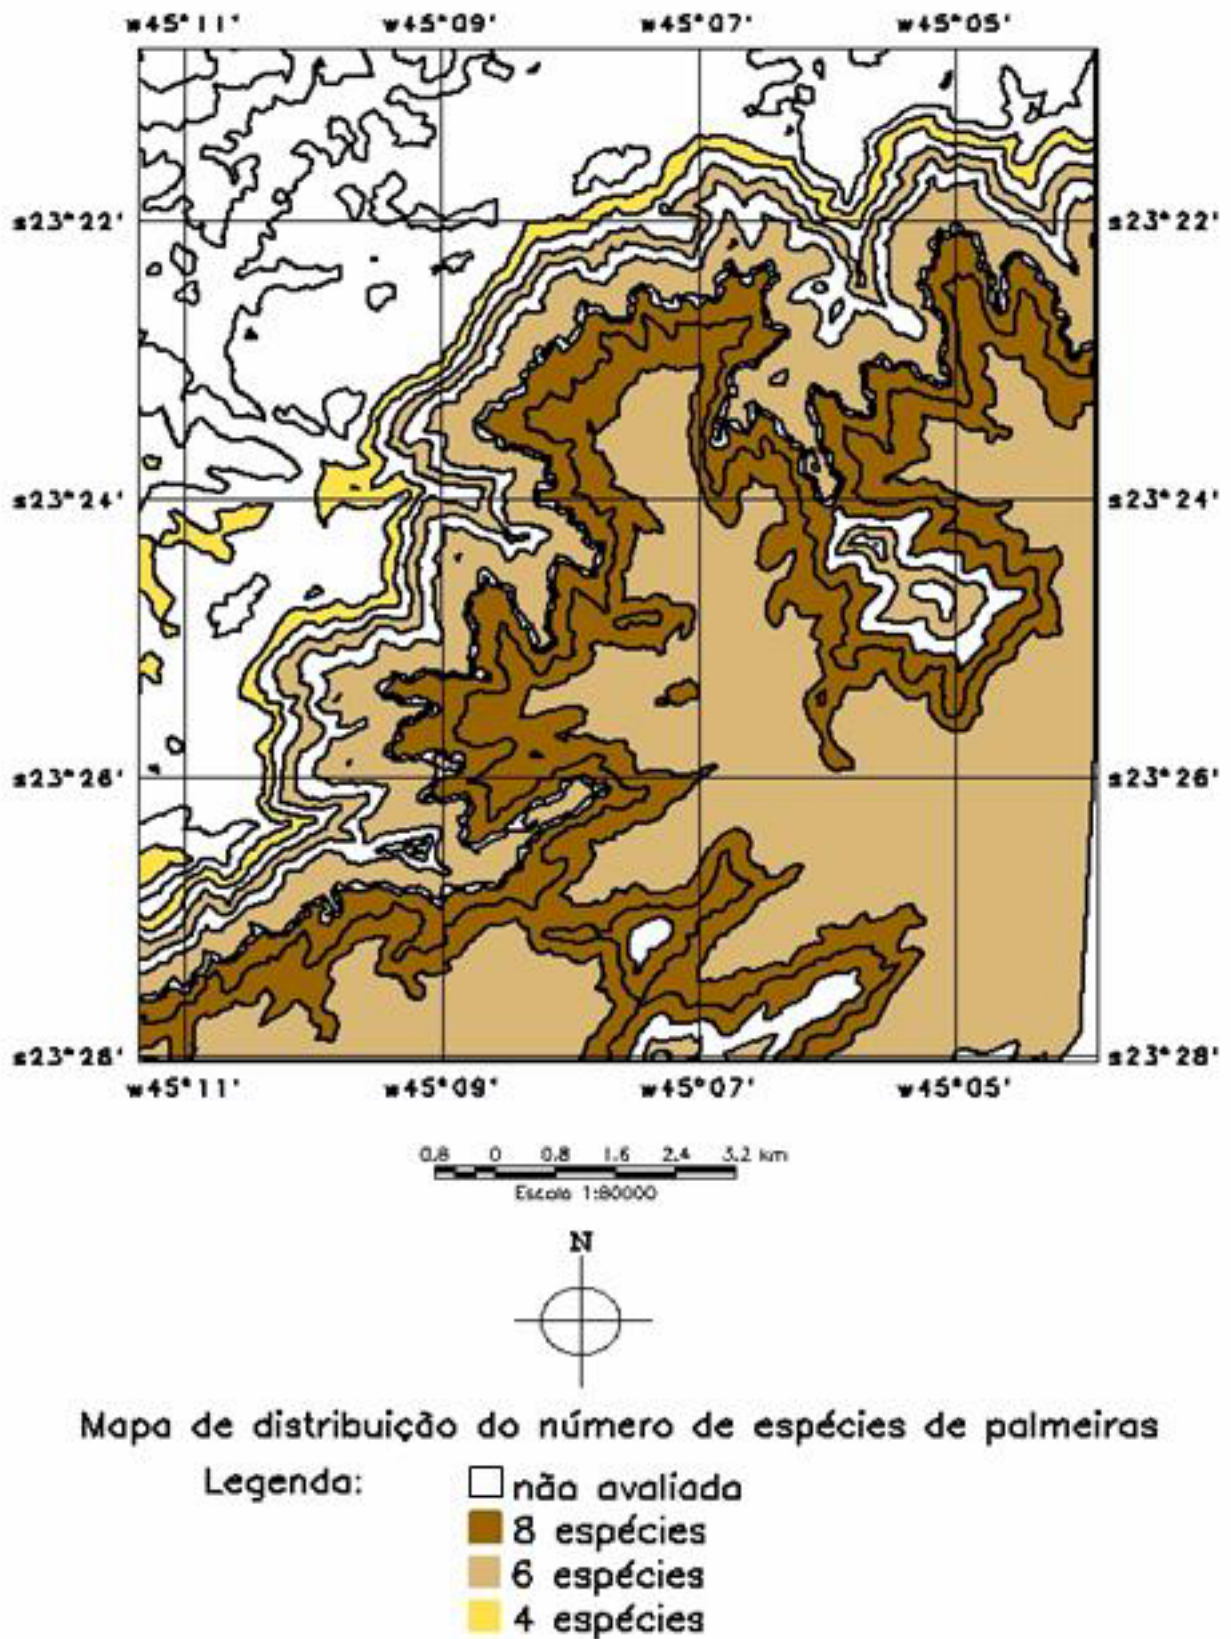 w45°11' w45°09' w45°07' w45°05'
s23°22' s23°22'
s23°24' s23°24'
s23°26' s23°26'
s23°28' s23°28'
w45°11' w45°09' w45°07' w45°05'
0.8 0 0.8 1.6 2.4 3.2 km
Escala 1:80000
N
Mapa de distribuição do número de espécies de palmeiras
Legenda:
não avaliada
8 espécies
6 espécies
4 espécies